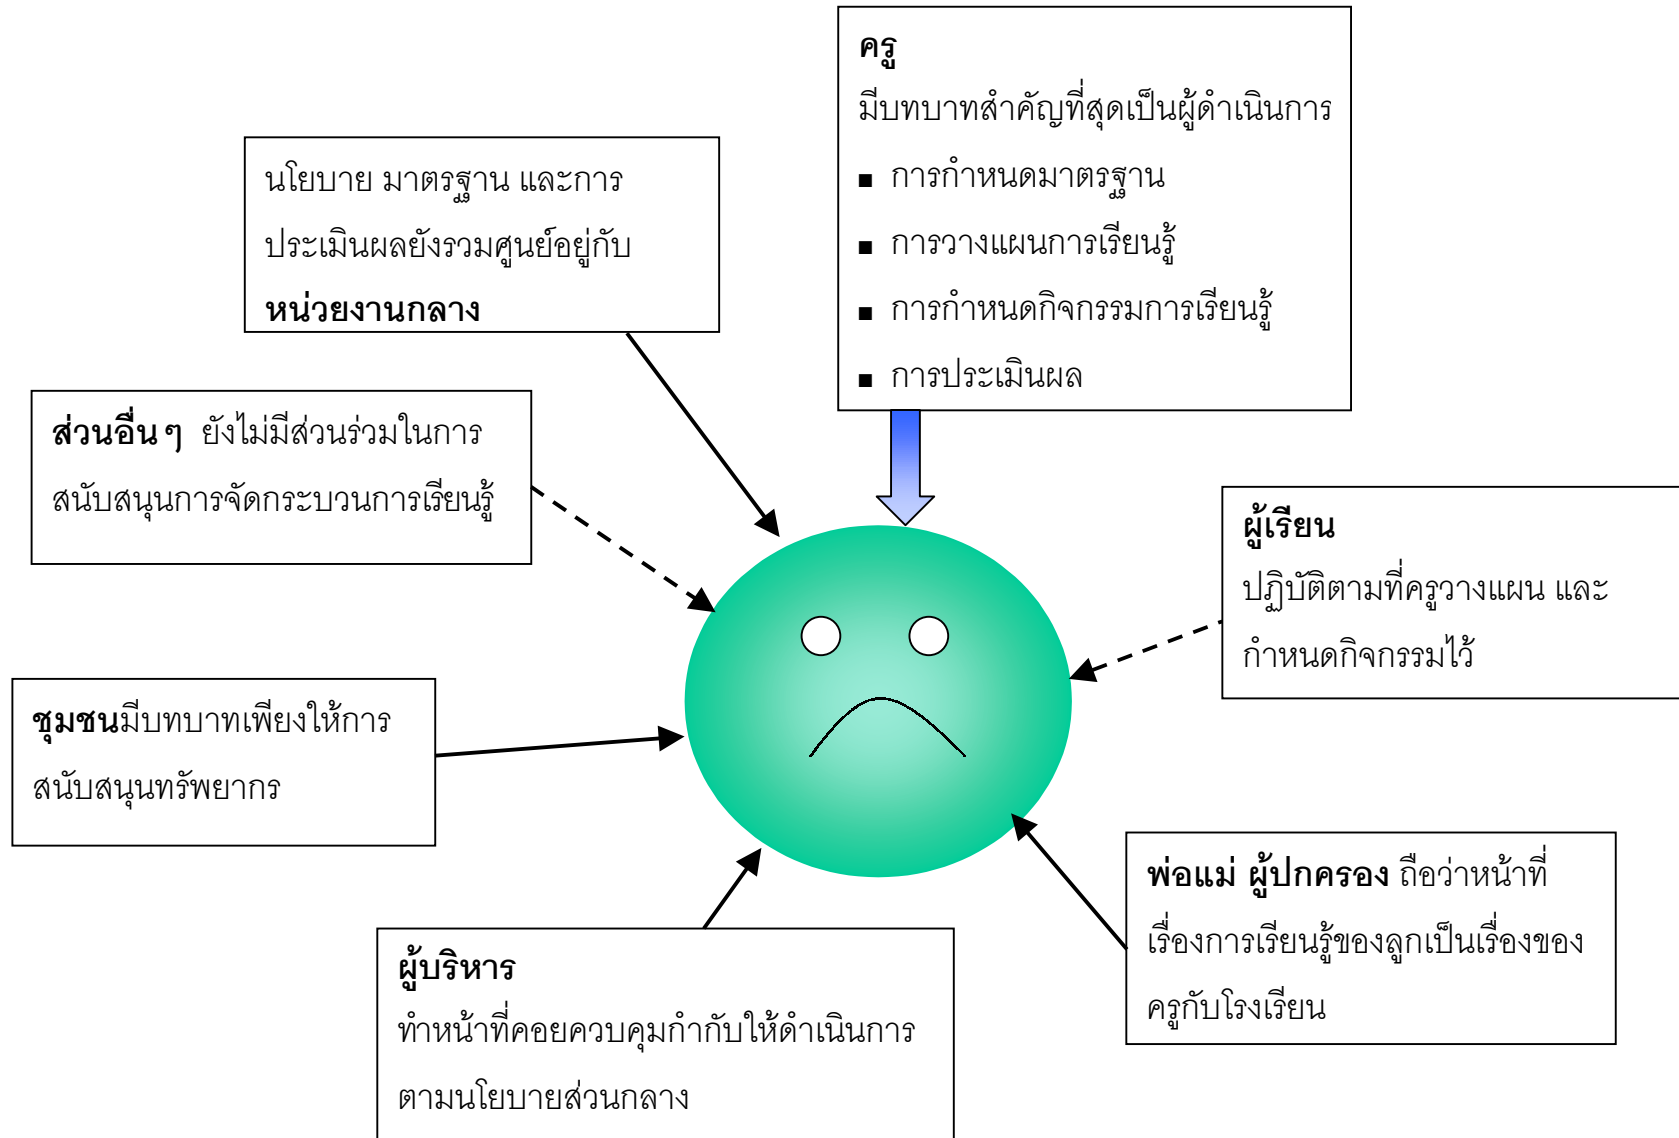 ครู
มีบทบาทสำคัญที่สุดเป็นผู้ดำเนินการ
▪ การกำหนดมาตรฐาน
▪ การวางแผนการเรียนรู้
▪ การกำหนดกิจกรรมการเรียนรู้
▪ การประเมินผล
นโยบาย มาตรฐาน และการ
ประเมินผลยังรวมศูนย์อยู่กับ
หน่วยงานกลาง
ส่วนอื่นๆ ยังไม่มีส่วนร่วมในการ
สนับสนุนการจัดกระบวนการเรียนรู้
ผู้เรียน
ปฏิบัติตามที่ครูวางแผน และ
กำหนดกิจกรรมไว้
ชุมชนมีบทบาทเพียงให้การ
สนับสนุนทรัพยากร
พ่อแม่ ผู้ปกครอง ถือว่าหน้าที่
เรื่องการเรียนรู้ของลูกเป็นเรื่องของ
ครูกับโรงเรียน
ผู้บริหาร
ทำหน้าที่คอยควบคุมกำกับให้ดำเนินการ
ตามนโยบายส่วนกลาง